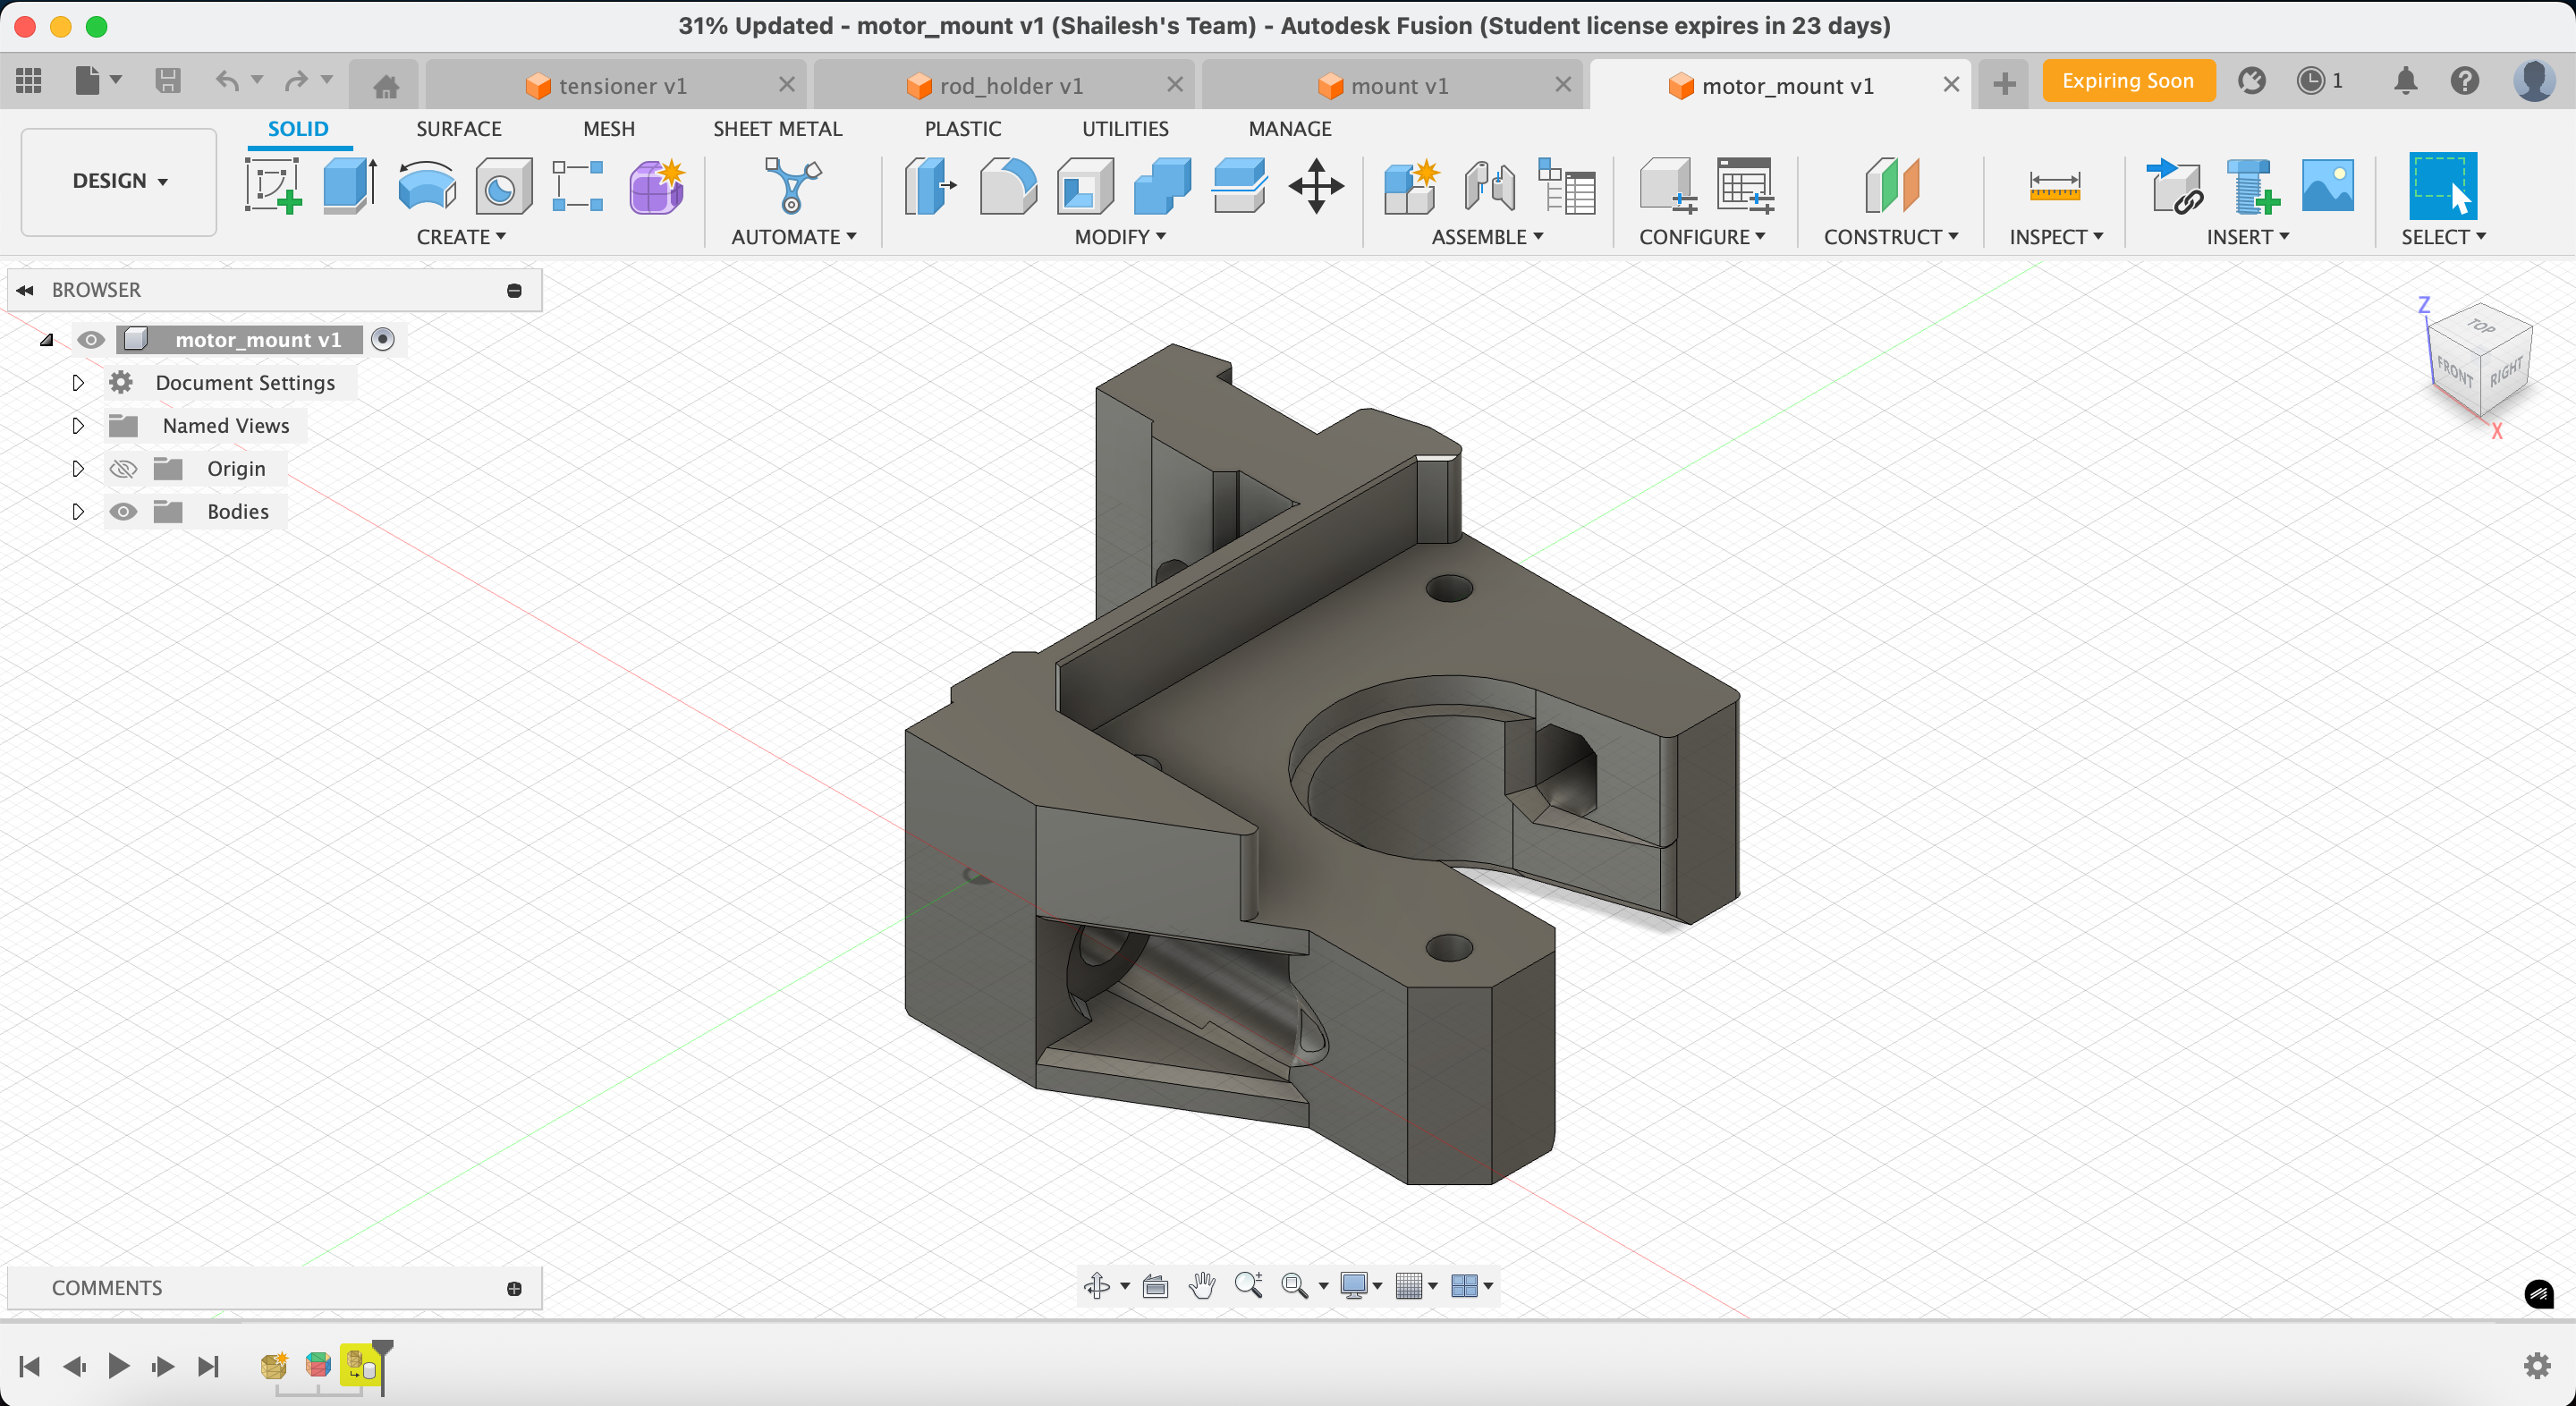 31% Updated - motor_mount v1 (Shailesh's Team) - Autodesk Fusion (Student license expires in 23 days)
tensioner v1
rod_holder v1
mount v1
motor_mount v1
Expiring Soon
1
DESIGN
SOLID
SURFACE
MESH
SHEET METAL
PLASTIC
UTILITIES
MANAGE
CREATE
AUTOMATE
MODIFY
ASSEMBLE
CONFIGURE
CONSTRUCT
INSPECT
INSERT
SELECT
BROWSER
motor_mount v1
Document Settings
Named Views
Origin
Bodies
Z
TOP
FRONT
RIGHT
X
COMMENTS